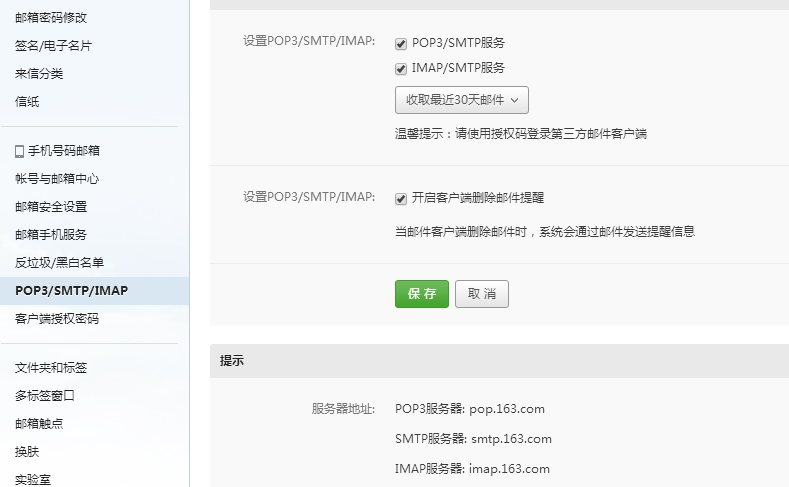 邮箱密码修改
签名/电子名片
来信分类
信纸
手机号码邮箱
帐号与邮箱中心
邮箱安全设置
邮箱手机服务
反垃圾/黑白名单
POP3/SMTP/IMAP
客户端授权密码
文件夹和标签
多标签窗口
邮箱触点
换肤
实验室
设置POP3/SMTP/IMAP:
POP3/SMTP服务
IMAP/SMTP服务
收取最近30天邮件
温馨提示：请使用授权码登录第三方邮件客户端
设置POP3/SMTP/IMAP:
开启客户端删除邮件提醒
当邮件客户端删除邮件时，系统会通过邮件发送提醒信息
保 存
取 消
提示
服务器地址:
POP3服务器: pop.163.com
SMTP服务器: smtp.163.com
IMAP服务器: imap.163.com